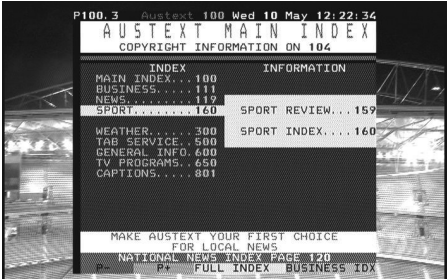 P100.3 Austext 100 Wed 10 May 12:22:34
AUSTEXT MAIN INDEX
COPYRIGHT INFORMATION ON 104
INDEX INFORMATION
MAIN INDEX...100
BUSINESS.....111
NEWS.........119
SPORT........160 SPORT REVIEW...159
WEATHER......300 SPORT INDEX....160
TAB SERVICE..500
GENERAL INFO.600
TV PROGRAMS..650
CAPTIONS.....801
MAKE AUSTEXT YOUR FIRST CHOICE
FOR LOCAL NEWS
NATIONAL NEWS INDEX PAGE 120
P- P+ FULL INDEX BUSINESS IDX